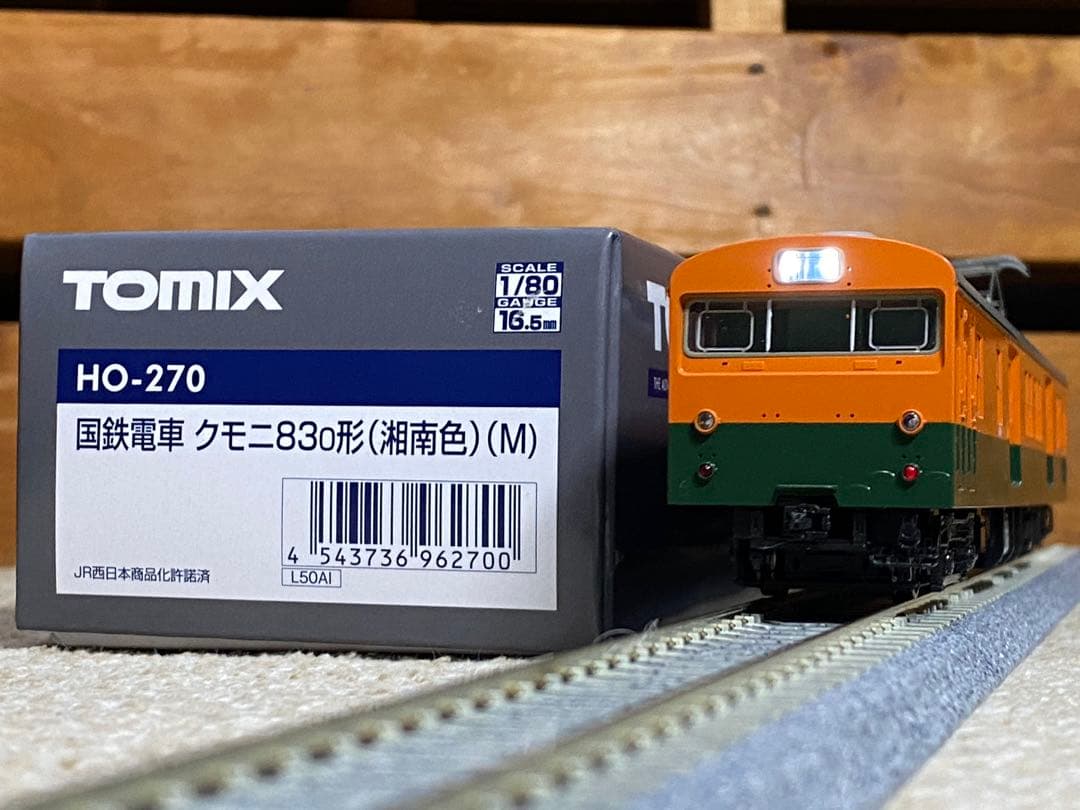 TOMIX
SCALE
1/80
GAUGE
16.5mm
HO-270
国鉄電車 クモニ83０形(湘南色)(M)
4 543736 962700
JR西日本商品化許諾済
L50AI